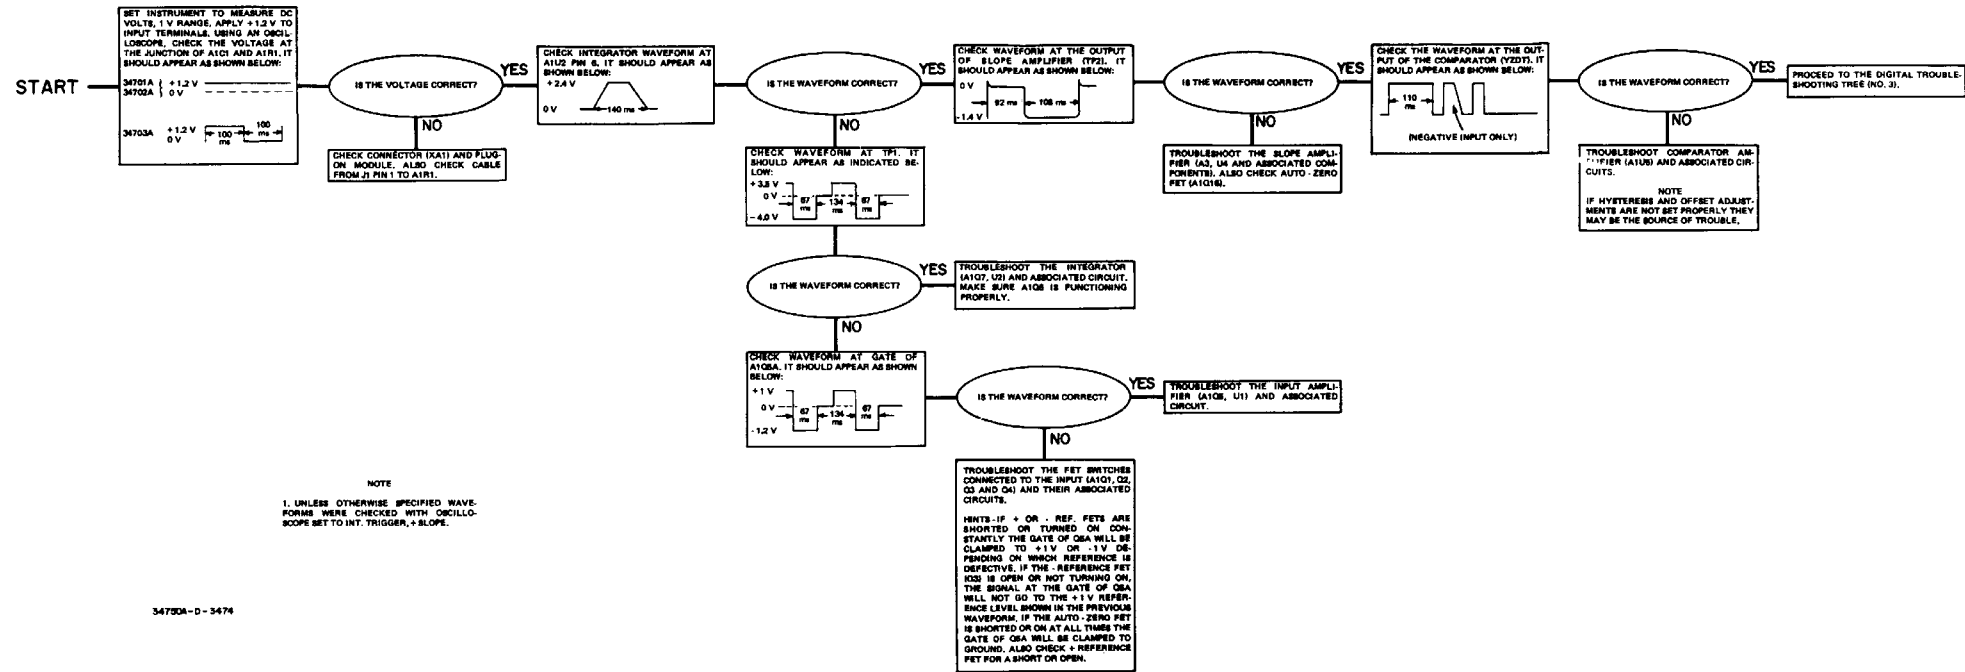 START
SET INSTRUMENT TO MEASURE DC
VOLTS, 1 V RANGE, APPLY +1.2 V TO
INPUT TERMINALS. USING AN OSCIL-
LOSCOPE, CHECK THE VOLTAGE AT
THE JUNCTION OF A1C1 AND A1R1. IT
SHOULD APPEAR AS SHOWN BELOW:
34701A } +1.2 V
34702A } 0 V
34703A +1.2 V
0 V
100
ms
100
ms
IS THE VOLTAGE CORRECT?
YES
NO
CHECK CONNECTOR (XA1) AND PLUG-
ON MODULE. ALSO CHECK CABLE
FROM J1 PIN 1 TO A1R1.
CHECK INTEGRATOR WAVEFORM AT
A1U2 PIN 6. IT SHOULD APPEAR AS
SHOWN BELOW:
+2.4 V
0 V
140 ms
IS THE WAVEFORM CORRECT?
YES
NO
CHECK WAVEFORM AT THE OUTPUT
OF SLOPE AMPLIFIER (TP2). IT
SHOULD APPEAR AS SHOWN BELOW:
0 V
92 ms
108 ms
-1.4 V
IS THE WAVEFORM CORRECT?
YES
NO
TROUBLESHOOT THE SLOPE AMPLI-
FIER (A3, U4 AND ASSOCIATED COM-
PONENTS). ALSO CHECK AUTO-ZERO
FET (A1Q16).
CHECK THE WAVEFORM AT THE OUT-
PUT OF THE COMPARATOR (YZDT). IT
SHOULD APPEAR AS SHOWN BELOW:
110
ms
(NEGATIVE INPUT ONLY)
IS THE WAVEFORM CORRECT?
YES
NO
PROCEED TO THE DIGITAL TROUBLE-
SHOOTING TREE (NO. 3).
TROUBLESHOOT COMPARATOR AM-
PLIFIER (A1U5) AND ASSOCIATED CIR-
CUITS.
NOTE
IF HYSTERESIS AND OFFSET ADJUST-
MENTS ARE NOT SET PROPERLY THEY
MAY BE THE SOURCE OF TROUBLE.
CHECK WAVEFORM AT TP1. IT
SHOULD APPEAR AS INDICATED BE-
LOW:
+3.8 V
0 V
-4.0 V
67
ms
134
ms
67
ms
IS THE WAVEFORM CORRECT?
YES
NO
TROUBLESHOOT THE INTEGRATOR
(A1Q7, U2) AND ASSOCIATED CIRCUIT.
MAKE SURE A1Q6 IS FUNCTIONING
PROPERLY.
CHECK WAVEFORM AT GATE OF
A1Q5A. IT SHOULD APPEAR AS SHOWN
BELOW:
+1 V
0 V
-1.2 V
67
ms
134
ms
67
ms
IS THE WAVEFORM CORRECT?
YES
NO
TROUBLESHOOT THE INPUT AMPLI-
FIER (A1Q5, U1) AND ASSOCIATED
CIRCUIT.
TROUBLESHOOT THE FET SWITCHES
CONNECTED TO THE INPUT (A1Q1, Q2,
Q3 AND Q4) AND THEIR ASSOCIATED
CIRCUITS.
HINTS-IF + OR - REF. FETS ARE
SHORTED OR TURNED ON CON-
STANTLY THE GATE OF Q5A WILL BE
CLAMPED TO +1 V OR -1 V DE-
PENDING ON WHICH REFERENCE IS
DEFECTIVE. IF THE - REFERENCE FET
(Q3) IS OPEN OR NOT TURNING ON,
THE SIGNAL AT THE GATE OF Q5A
WILL NOT GO TO THE +1 V REFER-
ENCE LEVEL SHOWN IN THE PREVIOUS
WAVEFORM. IF THE AUTO-ZERO FET
IS SHORTED OR ON AT ALL TIMES THE
GATE OF Q5A WILL BE CLAMPED TO
GROUND. ALSO CHECK + REFERENCE
FET FOR A SHORT OR OPEN.
NOTE
1. UNLESS OTHERWISE SPECIFIED WAVE-
FORMS WERE CHECKED WITH OSCILLO-
SCOPE SET TO INT. TRIGGER, + SLOPE.
34750A-D-3474